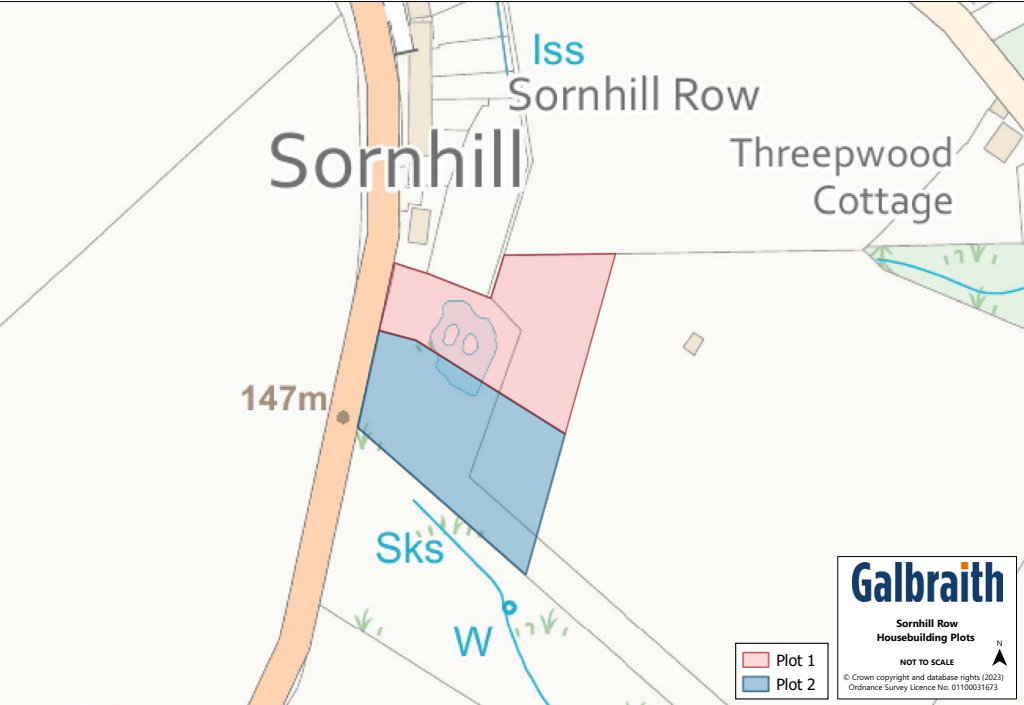 Iss
Sornhill Row
Sornhill
Threepwood
Cottage
147m
Sks
W
Plot 1
Plot 2
Galbraith
Sornhill Row
Housebuilding Plots
N
NOT TO SCALE
© Crown copyright and database rights (2023)
Ordnance Survey Licence No. 01100031673